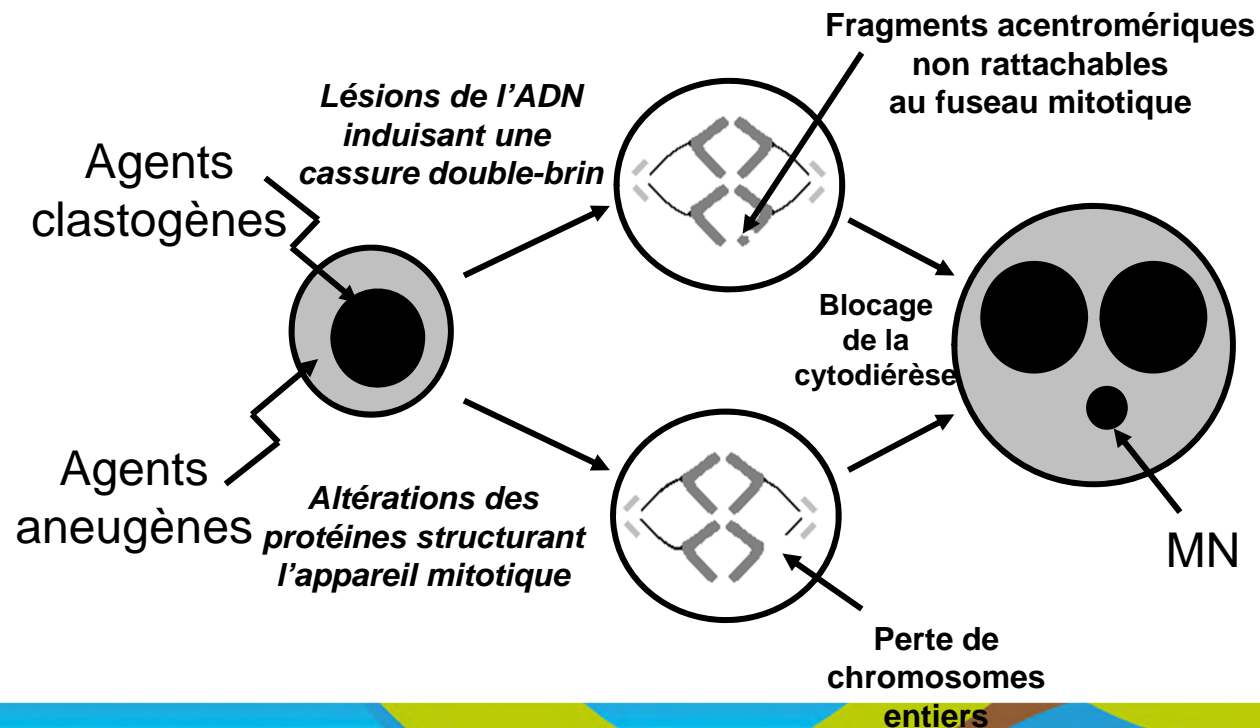 Fragments acentromériques
non rattachables
au fuseau mitotique
Lésions de l'ADN
induisant une
cassure double-brin
Agents
clastogènes
Blocage
de la
cytodiérèse
Agents
aneugènes
Altérations des
protéines structurant
l'appareil mitotique
MN
Perte de
chromosomes
entiers